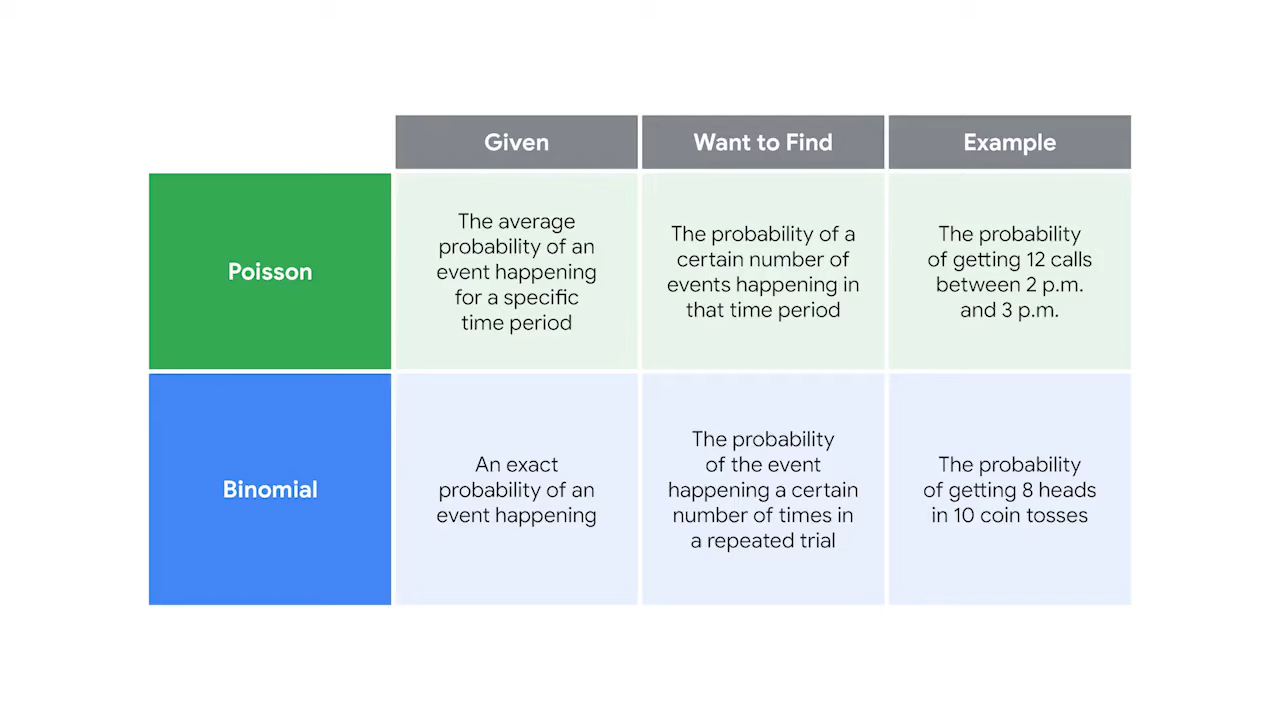 Given
Want to Find
Example
Poisson
The average
probability of an
event happening
for a specific
time period
The probability of a
certain number of
events happening in
that time period
The probability
of getting 12 calls
between 2 p.m.
and 3 p.m.
Binomial
An exact
probability of an
event happening
The probability
of the event
happening a certain
number of times in
a repeated trial
The probability
of getting 8 heads
in 10 coin tosses